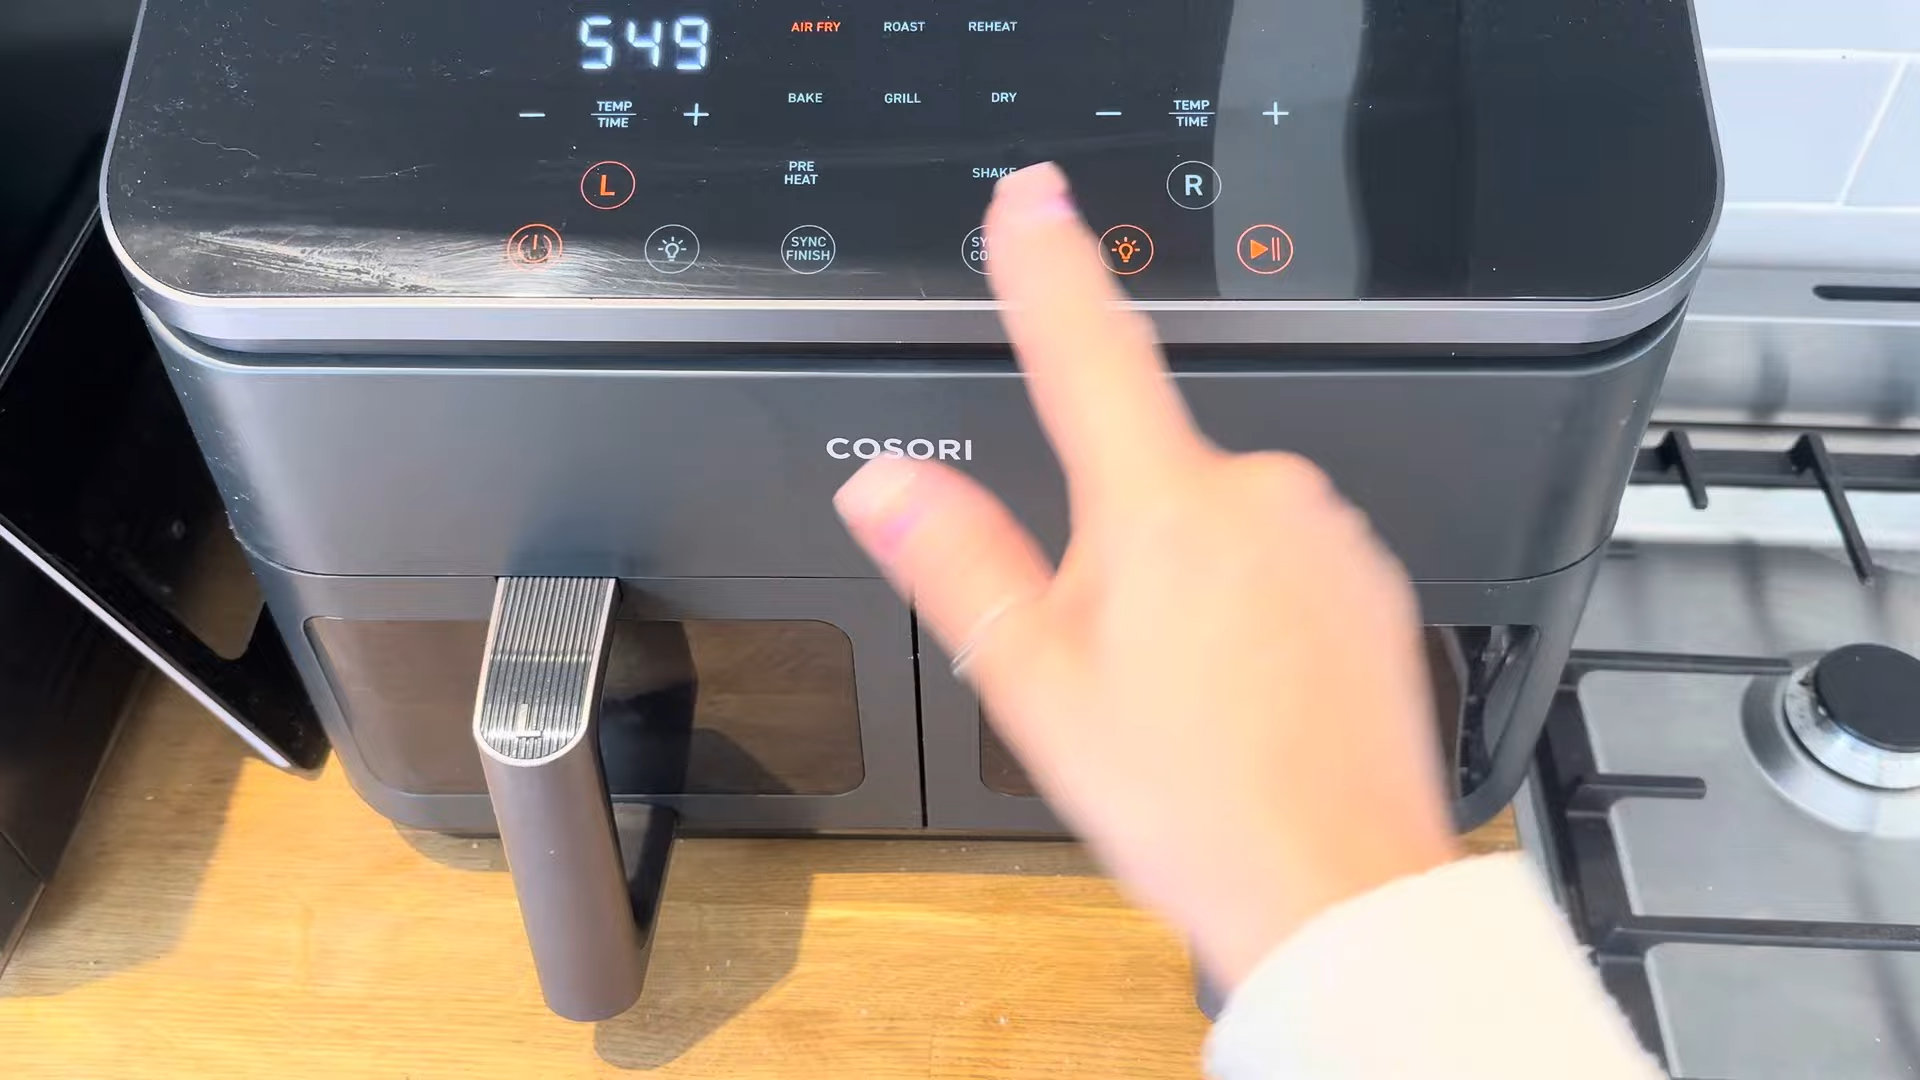 549
AIR FRY ROAST REHEAT
BAKE GRILL DRY
− TEMP + − TEMP +
TIME TIME
PRE
HEAT
SHAKE
L R
SYNC
FINISH
COSORI
L